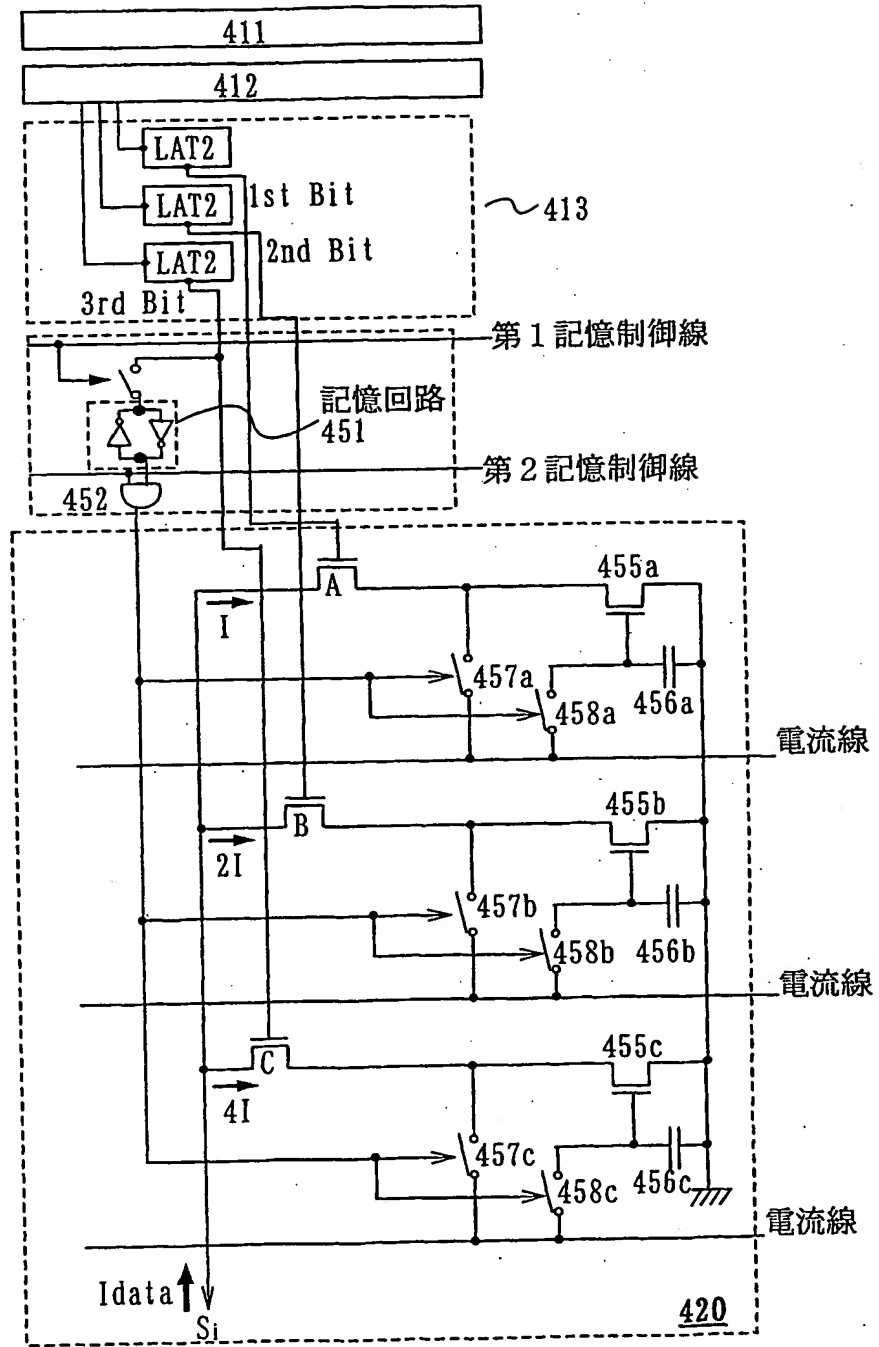 411
412
LAT2
1st Bit
LAT2
413
2nd Bit
LAT2
3rd Bit
第1記憶制御線
記憶回路
451
第2記憶制御線
452
455a
A
I
457a
458a
456a
電流線
455b
B
2I
457b
458b
456b
電流線
455c
C
4I
457c
458c
456c
電流線
Idata
Si
420